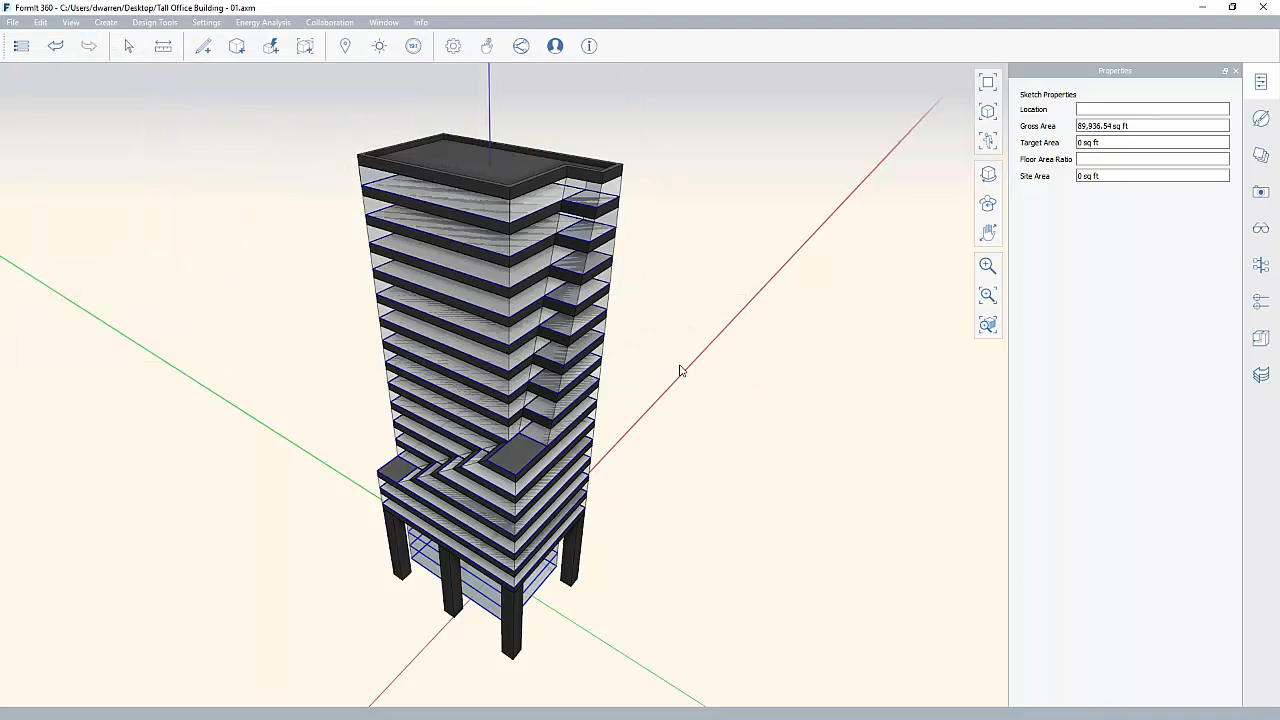 FormIt 360 - C:/Users/dwarren/Desktop/Tall Office Building - 01.axm
File Edit View Create Design Tools Settings Energy Analysis Collaboration Window Info
Properties
Sketch Properties
Location
Gross Area 89,936.54 sq ft
Target Area 0 sq ft
Floor Area Ratio
Site Area 0 sq ft